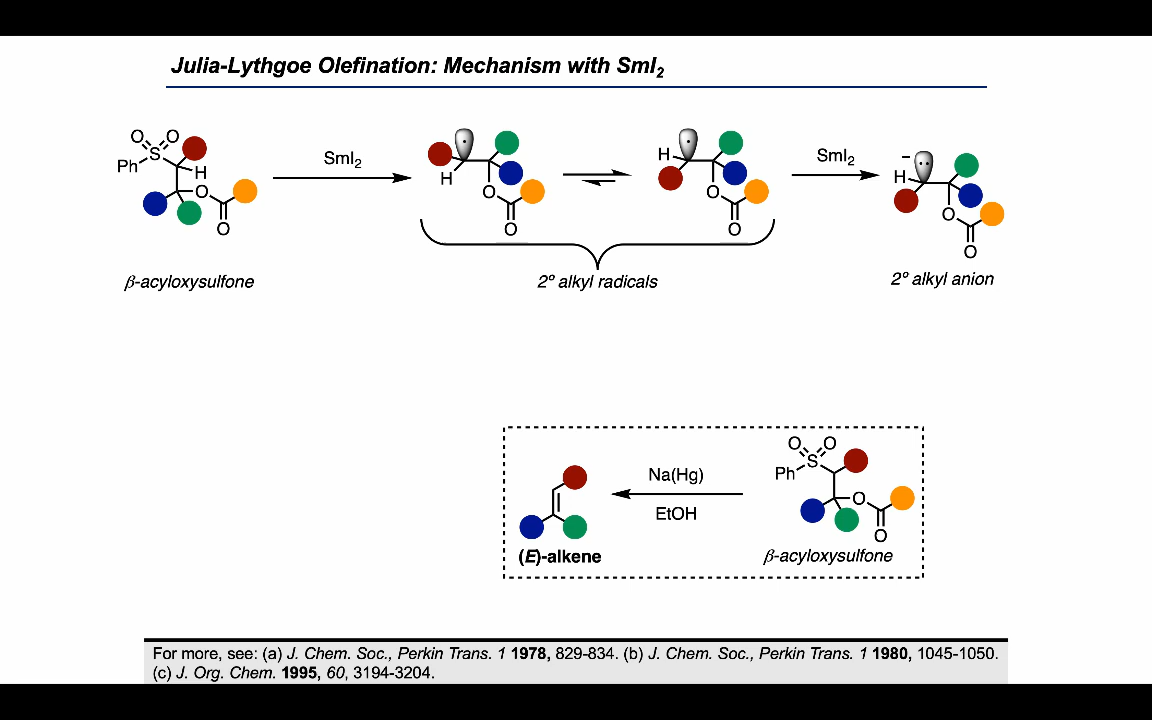 Julia-Lythgoe Olefination: Mechanism with SmI₂
O O
S
Ph
H
O
O
SmI₂
H
O
O
H
O
O
SmI₂
−
H
O
O
β-acyloxysulfone
2º alkyl radicals
2º alkyl anion
(E)-alkene
Na(Hg)
EtOH
O O
S
Ph
O
O
β-acyloxysulfone
For more, see: (a) J. Chem. Soc., Perkin Trans. 1 1978, 829-834. (b) J. Chem. Soc., Perkin Trans. 1 1980, 1045-1050.
(c) J. Org. Chem. 1995, 60, 3194-3204.